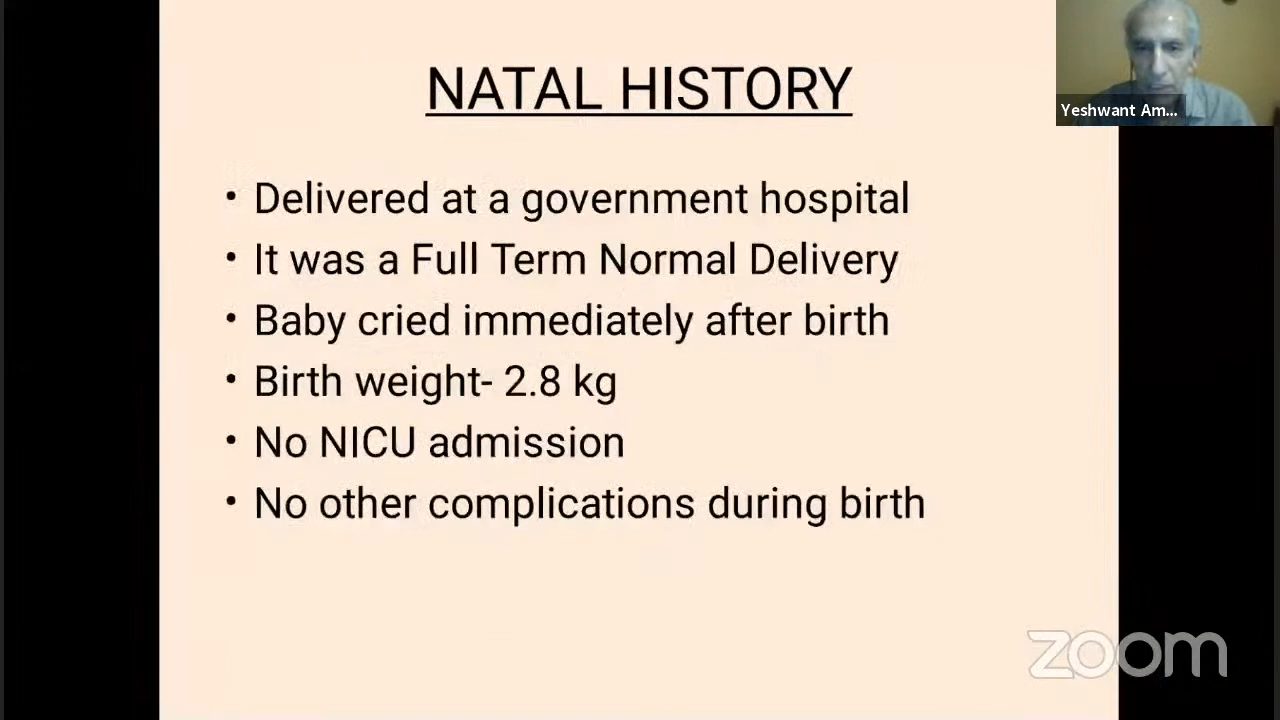 NATAL HISTORY
Yeshwant Am...
• Delivered at a government hospital
• It was a Full Term Normal Delivery
• Baby cried immediately after birth
• Birth weight- 2.8 kg
• No NICU admission
• No other complications during birth
zoom